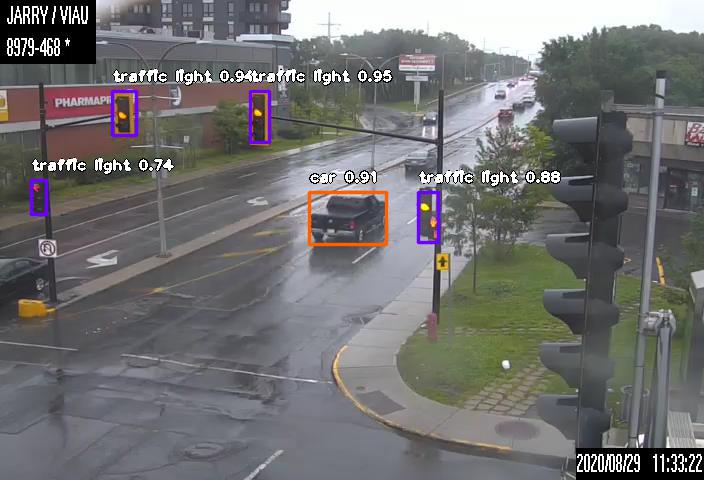 JARRY / VIAU
8979-468 *
traffic light 0.94
traffic light 0.95
PHARMAPR
traffic light 0.74
car 0.91
traffic light 0.88
2020/08/29 11:33:22